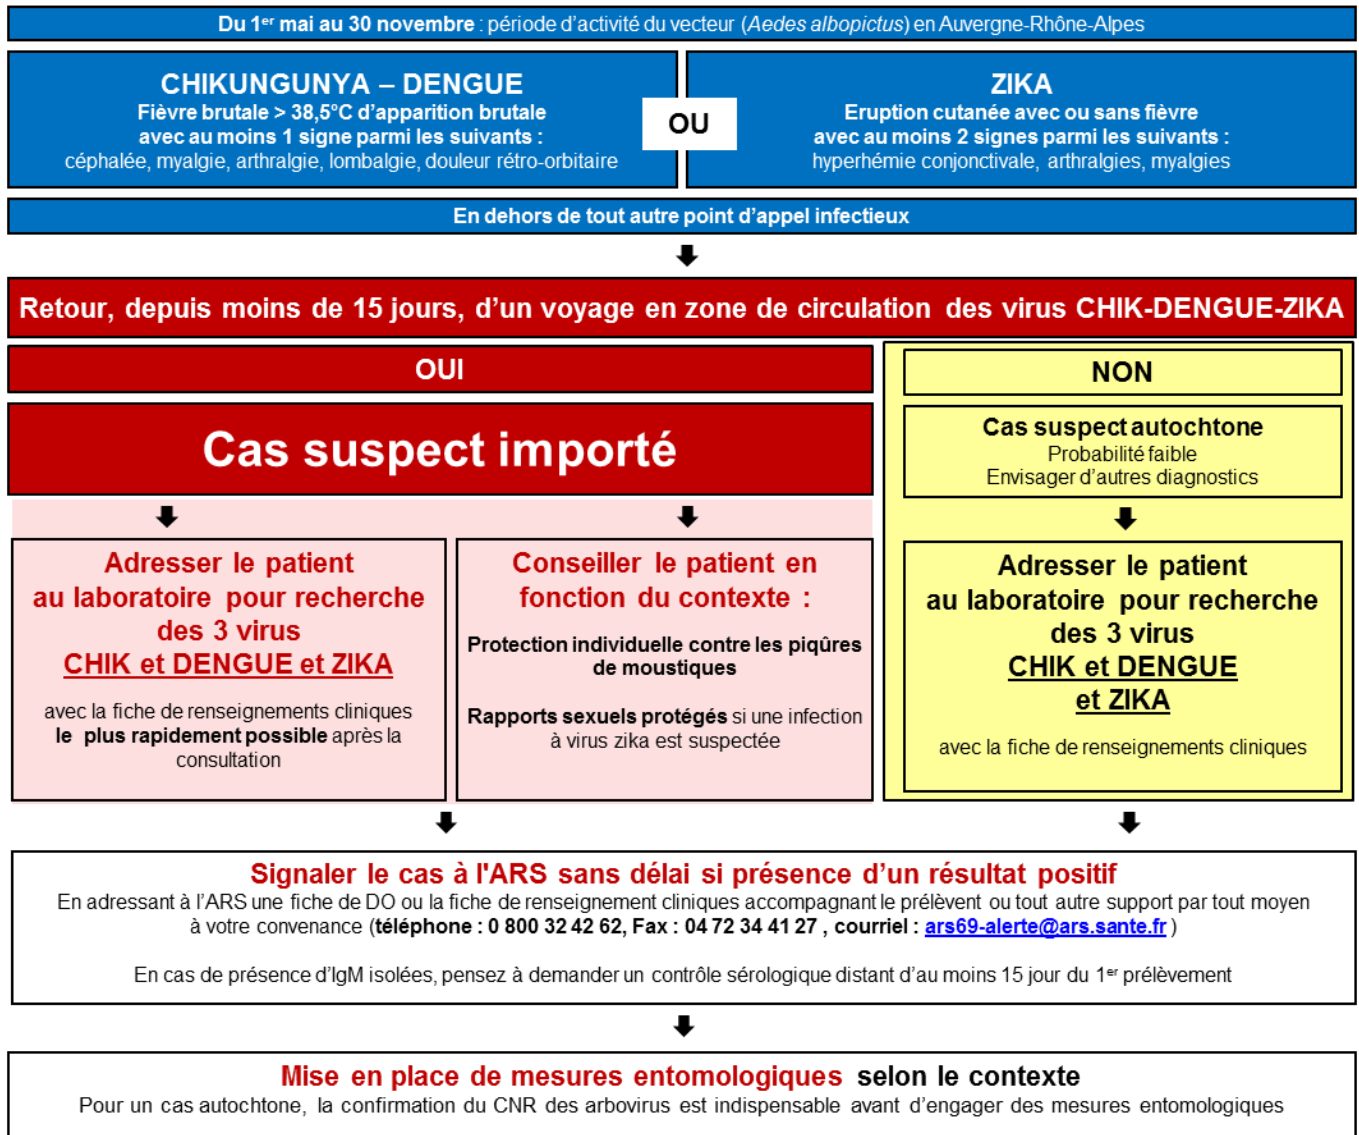 Du 1er mai au 30 novembre : période d'activité du vecteur (Aedes albopictus) en Auvergne-Rhône-Alpes
CHIKUNGUNYA – DENGUE
Fièvre brutale > 38,5°C d'apparition brutale
avec au moins 1 signe parmi les suivants :
céphalée, myalgie, arthralgie, lombalgie, douleur rétro-orbitaire
OU
ZIKA
Eruption cutanée avec ou sans fièvre
avec au moins 2 signes parmi les suivants :
hyperhémie conjonctivale, arthralgies, myalgies
En dehors de tout autre point d'appel infectieux
Retour, depuis moins de 15 jours, d'un voyage en zone de circulation des virus CHIK-DENGUE-ZIKA
OUI
Cas suspect importé
Adresser le patient
au laboratoire pour recherche
des 3 virus
CHIK et DENGUE et ZIKA
avec la fiche de renseignements cliniques
le plus rapidement possible après la
consultation
Conseiller le patient en
fonction du contexte :
Protection individuelle contre les piqûres
de moustiques
Rapports sexuels protégés si une infection
à virus zika est suspectée
NON
Cas suspect autochtone
Probabilité faible
Envisager d'autres diagnostics
Adresser le patient
au laboratoire pour recherche
des 3 virus
CHIK et DENGUE
et ZIKA
avec la fiche de renseignements cliniques
Signaler le cas à l'ARS sans délai si présence d'un résultat positif
En adressant à l'ARS une fiche de DO ou la fiche de renseignement cliniques accompagnant le prélèvent ou tout autre support par tout moyen
à votre convenance (téléphone : 0 800 32 42 62, Fax : 04 72 34 41 27 , courriel : ars69-alerte@ars.sante.fr )
En cas de présence d'IgM isolées, pensez à demander un contrôle sérologique distant d'au moins 15 jour du 1er prélèvement
Mise en place de mesures entomologiques selon le contexte
Pour un cas autochtone, la confirmation du CNR des arbovirus est indispensable avant d'engager des mesures entomologiques